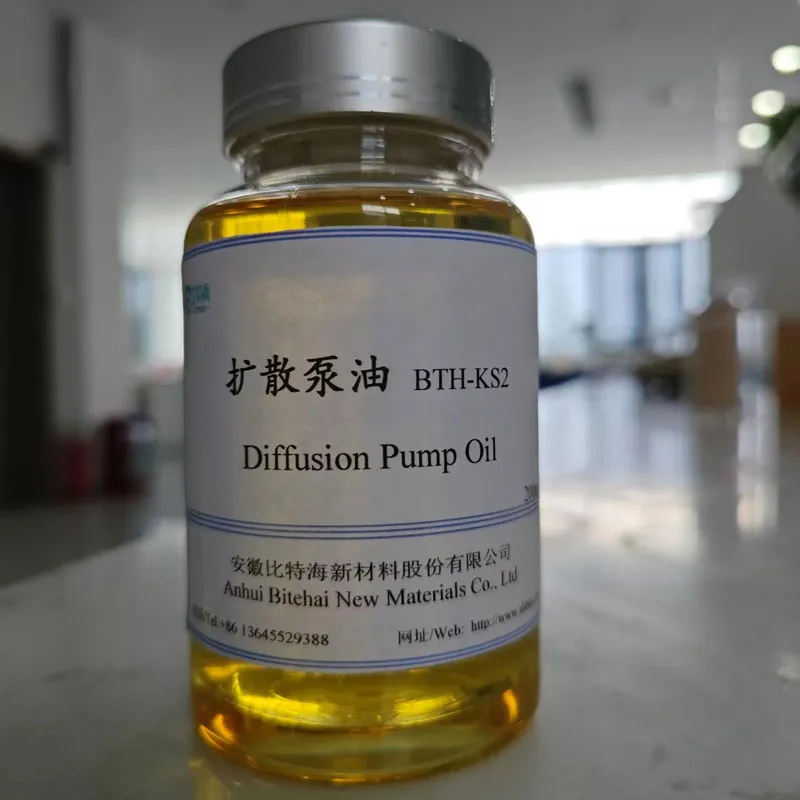 扩散泵油 BTH-KS2
Diffusion Pump Oil
安徽比特海新材料股份有限公司
Anhui Bitehai New Materials Co., Ltd
+86 13645529388 网址/Web: http://www.